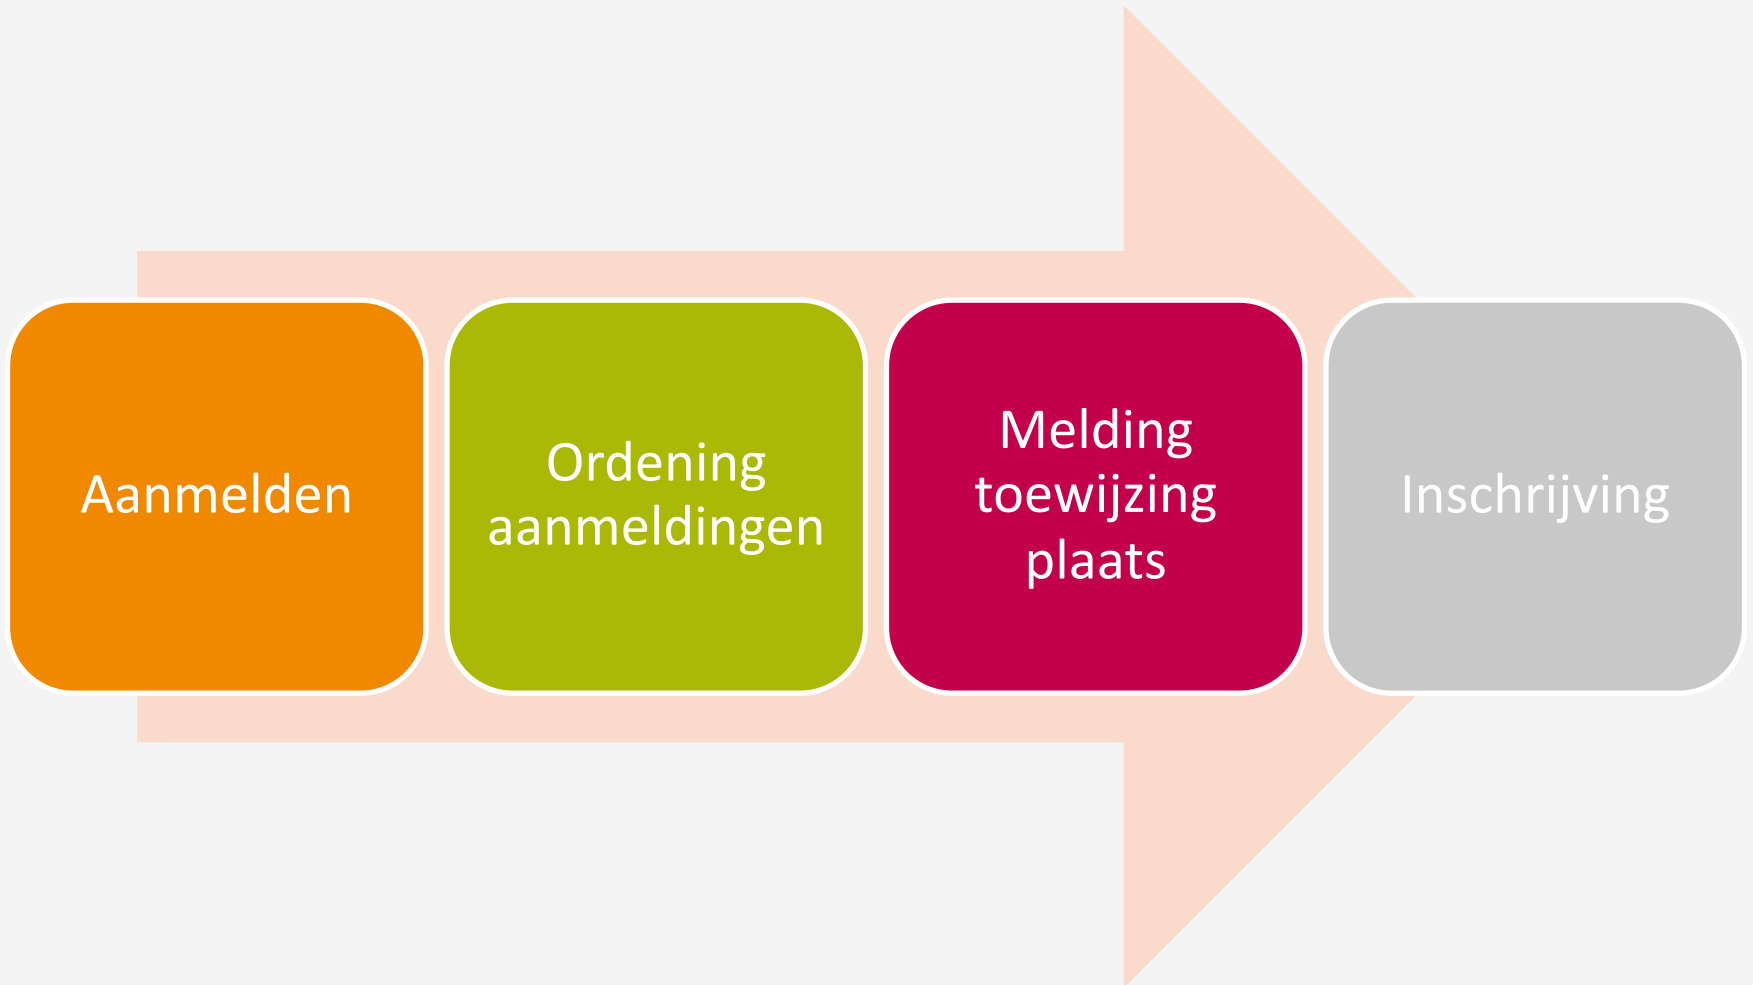 Aanmelden
Ordening
aanmeldingen
Melding
toewijzing
plaats
Inschrijving